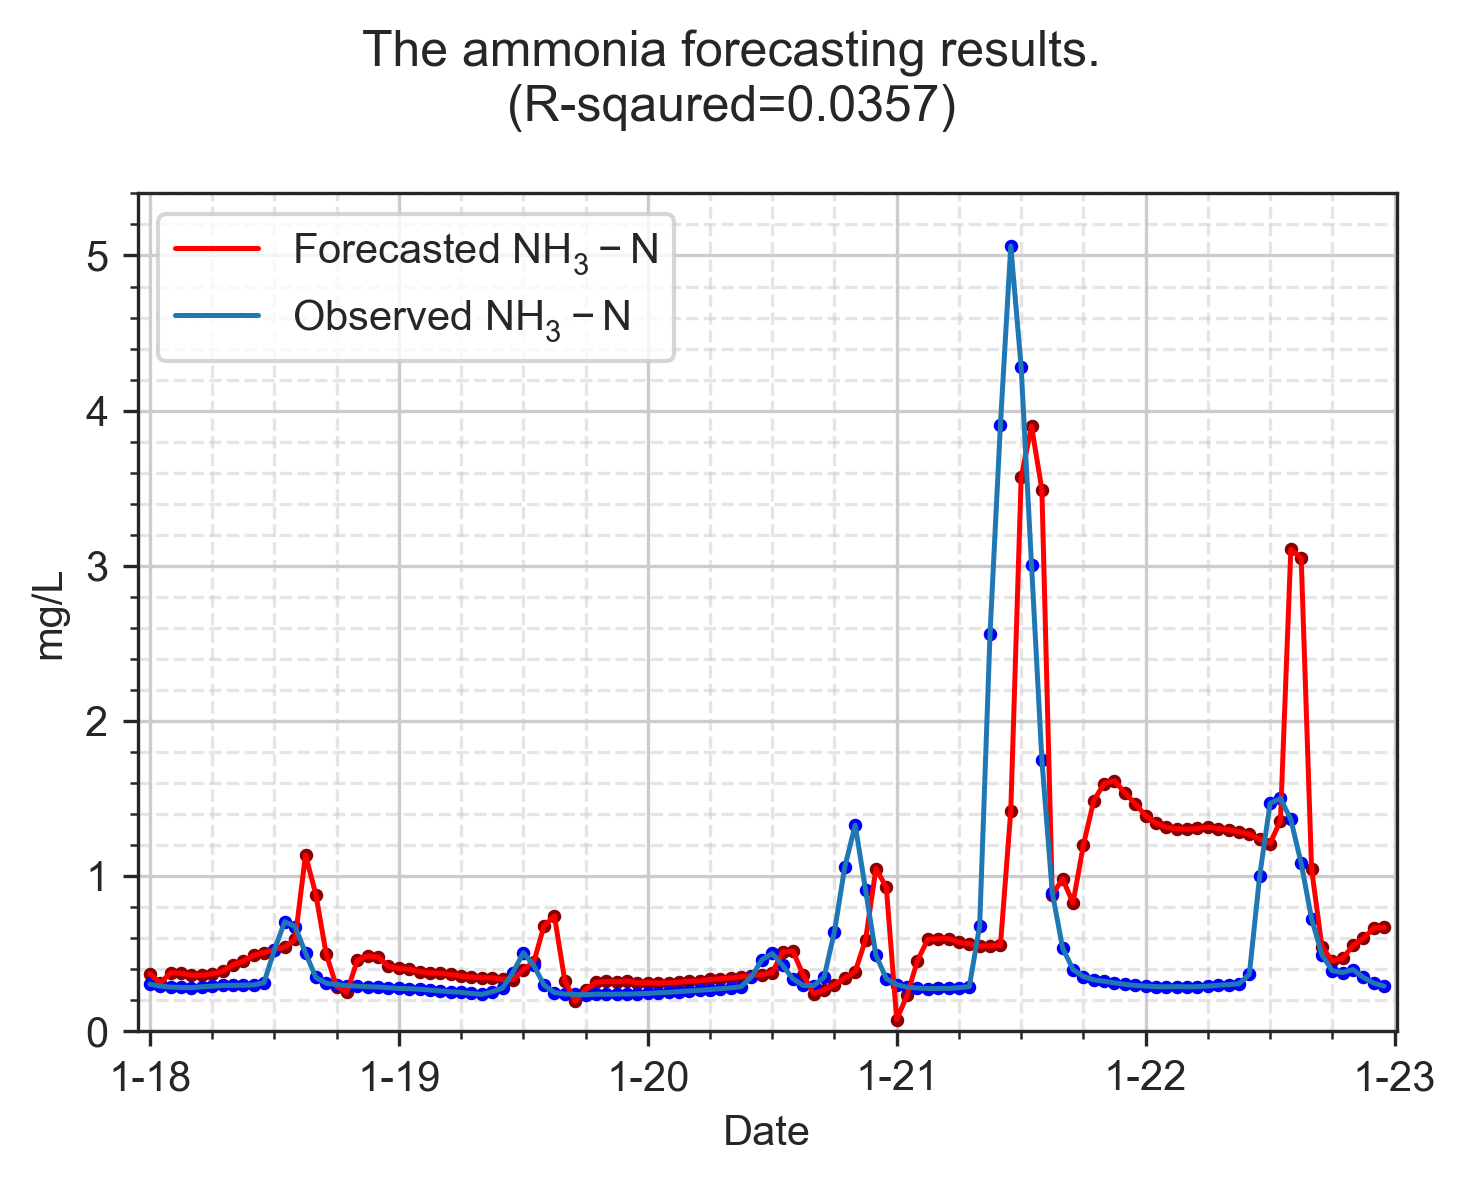 The ammonia forecasting results.
(R-sqaured=0.0357)
Forecasted NH₃ − N
Observed NH₃ − N
5
4
3
2
1
0
mg/L
1-18 1-19 1-20 1-21 1-22 1-23
Date